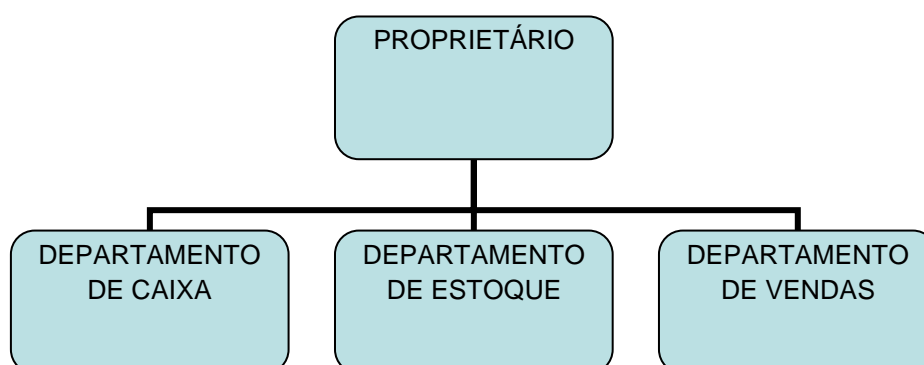 PROPRIETÁRIO
DEPARTAMENTO
DE CAIXA
DEPARTAMENTO
DE ESTOQUE
DEPARTAMENTO
DE VENDAS